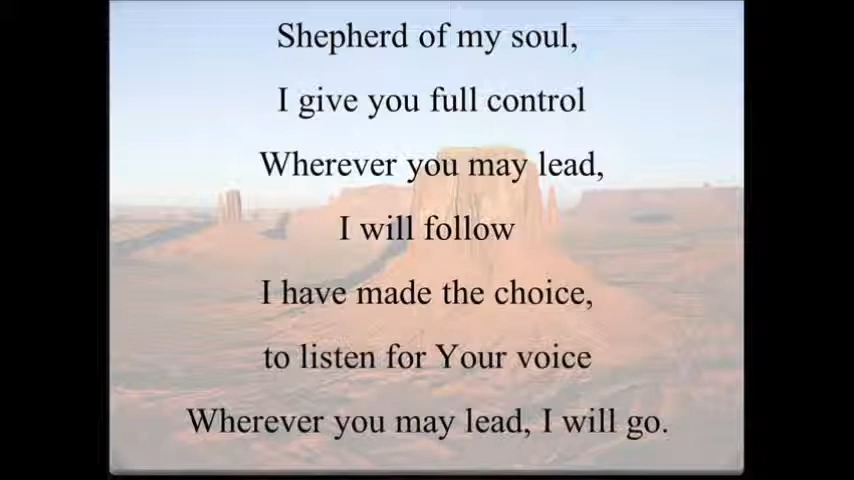 Shepherd of my soul,
I give you full control
Wherever you may lead,
I will follow
I have made the choice,
to listen for Your voice
Wherever you may lead, I will go.